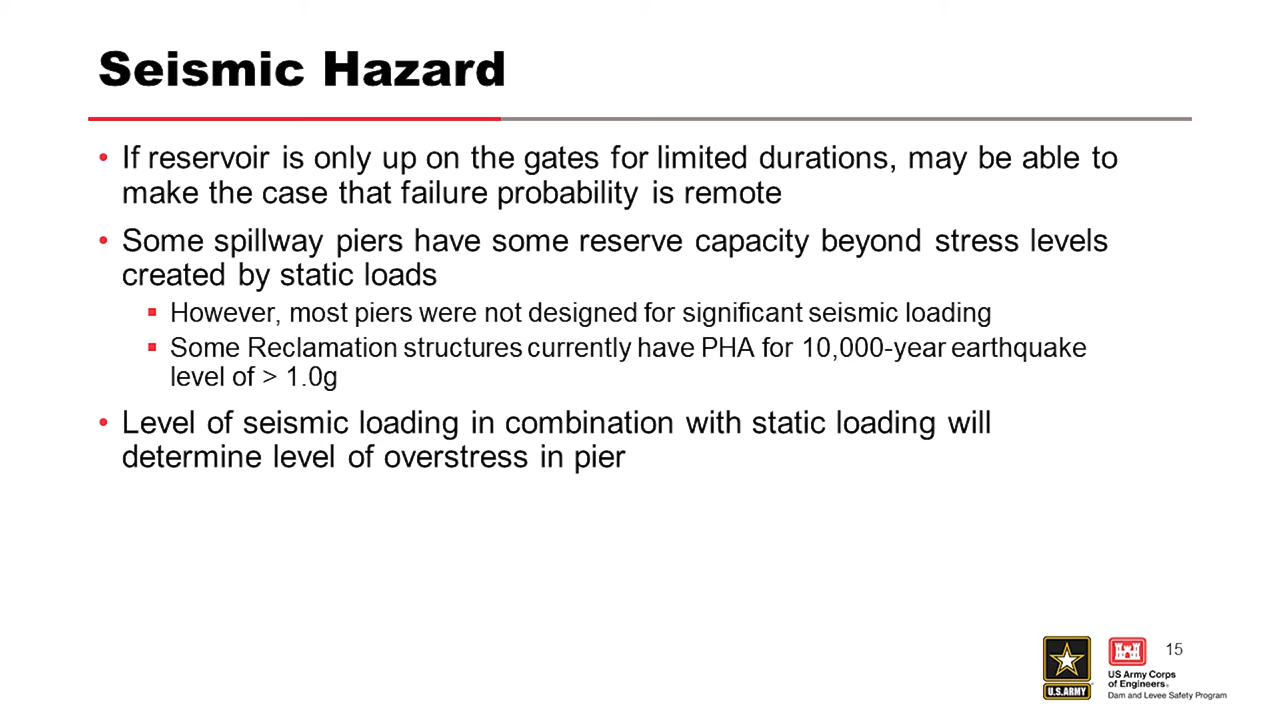 Seismic Hazard
• If reservoir is only up on the gates for limited durations, may be able to
make the case that failure probability is remote
• Some spillway piers have some reserve capacity beyond stress levels
created by static loads
▪ However, most piers were not designed for significant seismic loading
▪ Some Reclamation structures currently have PHA for 10,000-year earthquake
level of > 1.0g
• Level of seismic loading in combination with static loading will
determine level of overstress in pier
15
U.S.ARMY
US Army Corps
of Engineers®
Dam and Levee Safety Program